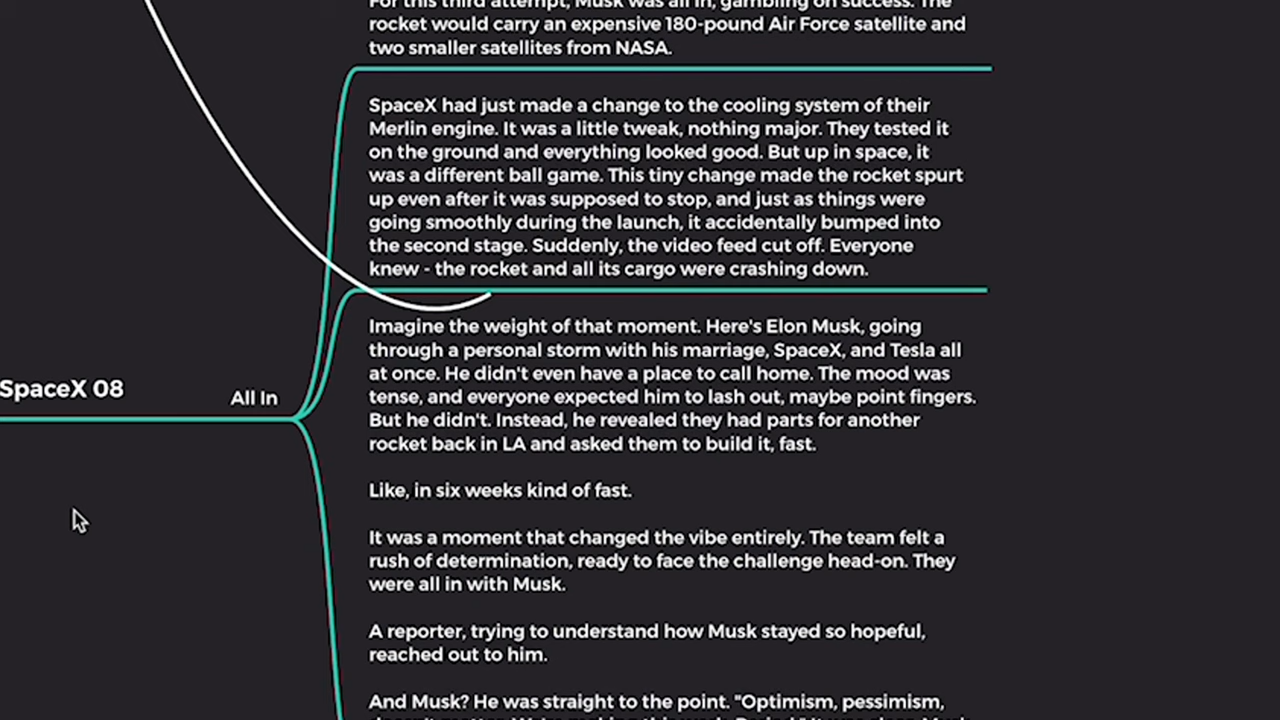 For this third attempt, Musk was all in, gambling on success. The
rocket would carry an expensive 180-pound Air Force satellite and
two smaller satellites from NASA.
SpaceX had just made a change to the cooling system of their
Merlin engine. It was a little tweak, nothing major. They tested it
on the ground and everything looked good. But up in space, it
was a different ball game. This tiny change made the rocket spurt
up even after it was supposed to stop, and just as things were
going smoothly during the launch, it accidentally bumped into
the second stage. Suddenly, the video feed cut off. Everyone
knew - the rocket and all its cargo were crashing down.
SpaceX 08
All In
Imagine the weight of that moment. Here's Elon Musk, going
through a personal storm with his marriage, SpaceX, and Tesla all
at once. He didn't even have a place to call home. The mood was
tense, and everyone expected him to lash out, maybe point fingers.
But he didn't. Instead, he revealed they had parts for another
rocket back in LA and asked them to build it, fast.
Like, in six weeks kind of fast.
It was a moment that changed the vibe entirely. The team felt a
rush of determination, ready to face the challenge head-on. They
were all in with Musk.
A reporter, trying to understand how Musk stayed so hopeful,
reached out to him.
And Musk? He was straight to the point. "Optimism, pessimism,